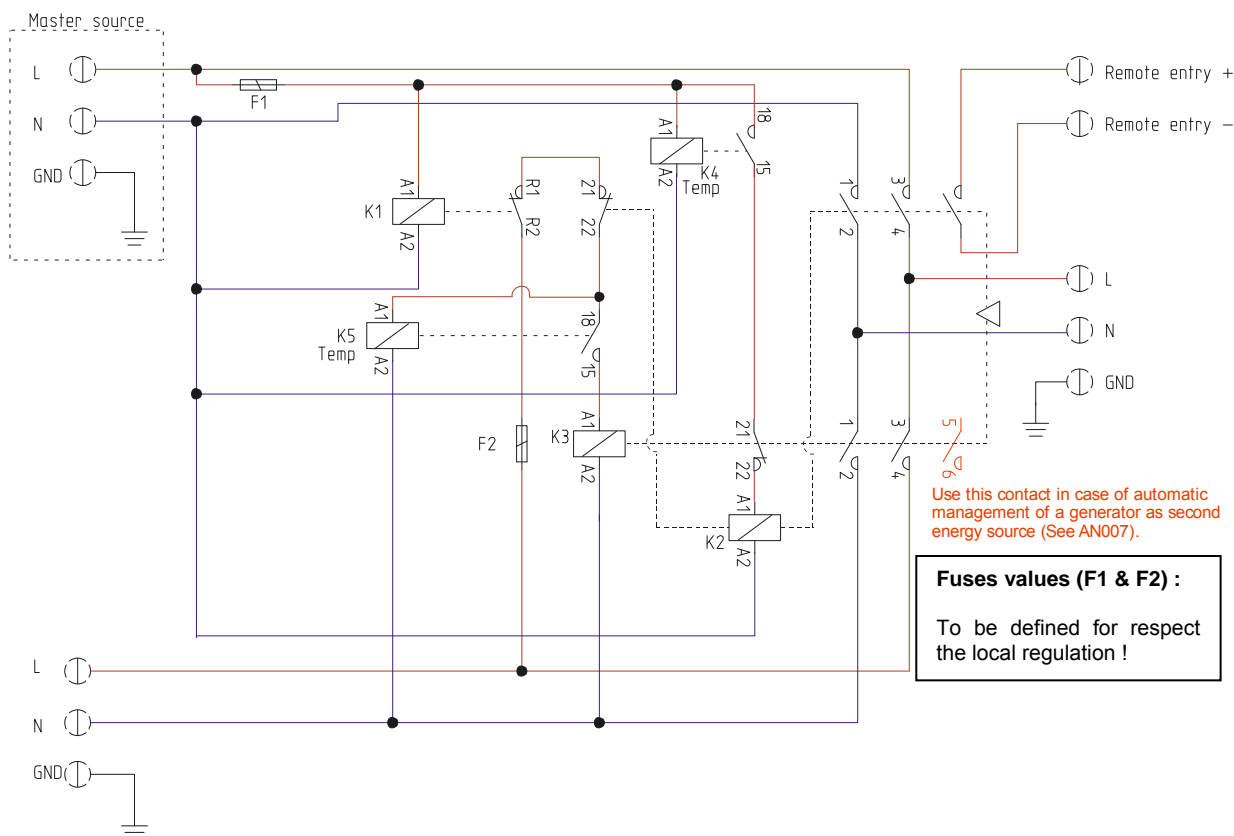 Master source
L
F1
N
GND
Remote entry +
Remote entry –
18
A1
K4
Temp
A2
15
A1
K1
A2
R1
R2
21
22
1
2
3
4
L
N
GND
A1
K5
Temp
A2
18
15
F2
A1
K3
A2
21
22
1
2
3
4
5
6
A1
K2
A2
Use this contact in case of automatic
management of a generator as second
energy source (See AN007).
Fuses values (F1 & F2) :
To be defined for respect
the local regulation !
L
N
GND